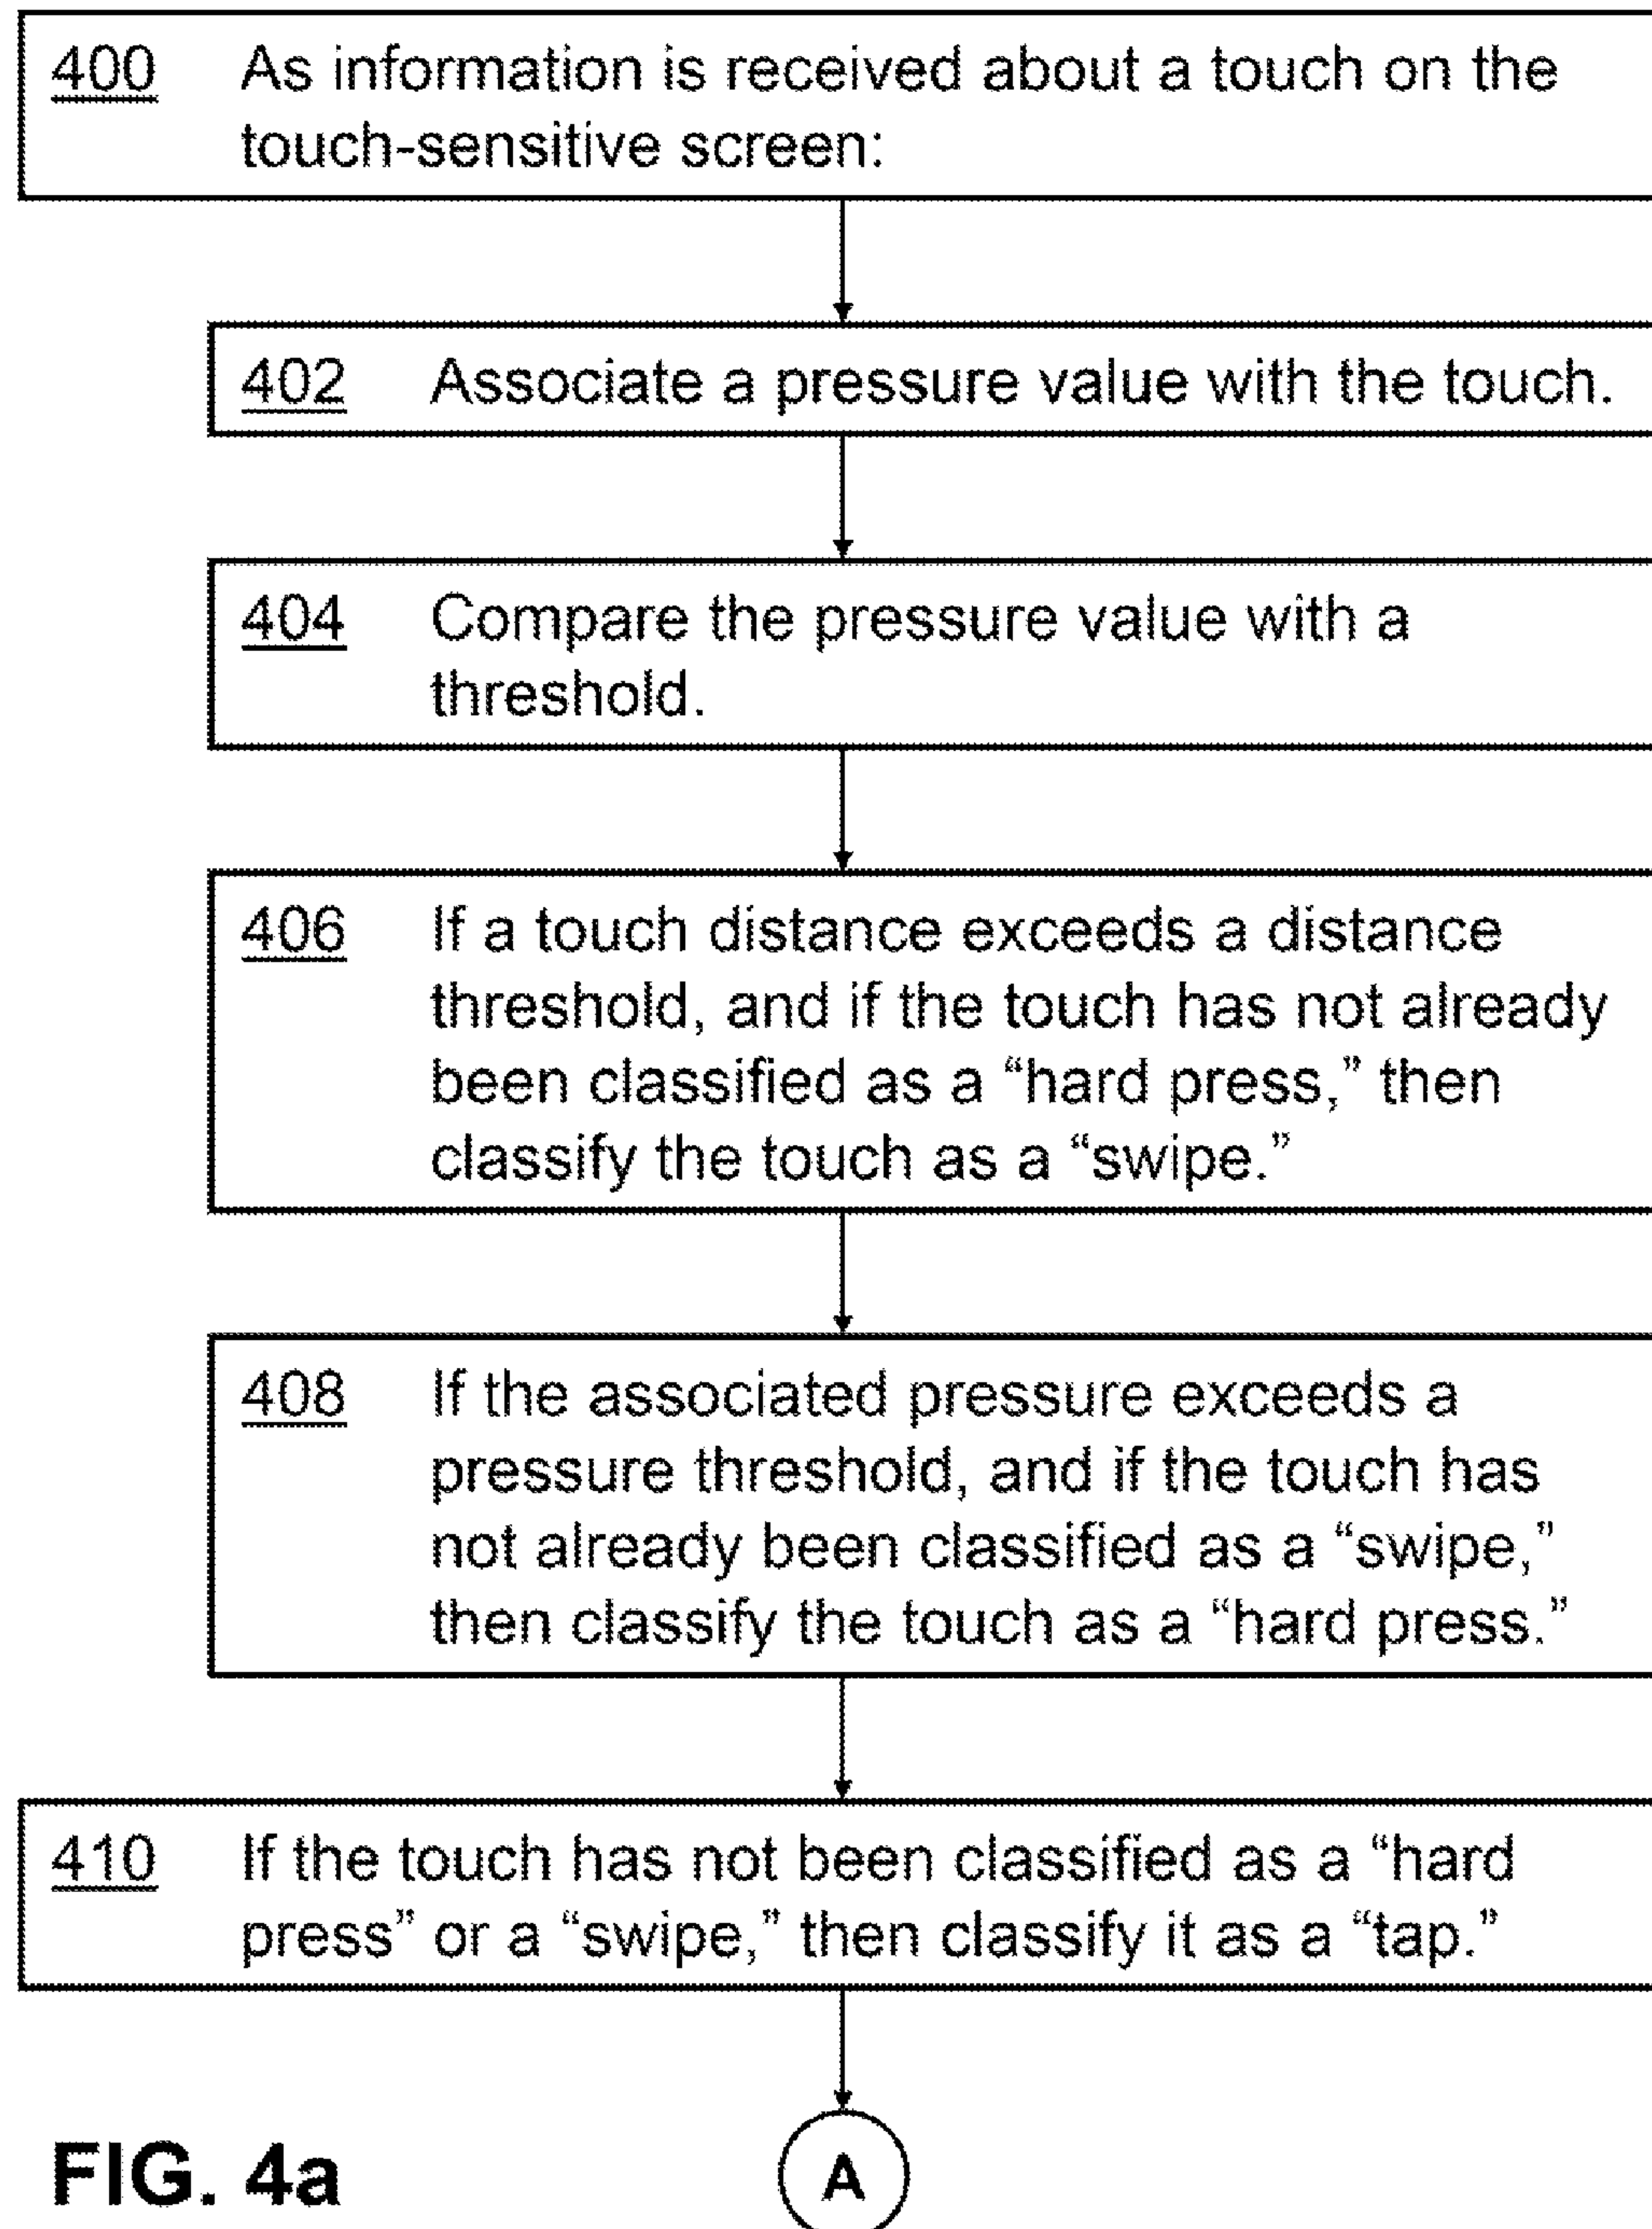 400 As information is received about a touch on the
touch-sensitive screen:
402 Associate a pressure value with the touch.
404 Compare the pressure value with a
threshold.
406 If a touch distance exceeds a distance
threshold, and if the touch has not already
been classified as a “hard press,” then
classify the touch as a “swipe.”
408 If the associated pressure exceeds a
pressure threshold, and if the touch has
not already been classified as a “swipe,”
then classify the touch as a “hard press.”
410 If the touch has not been classified as a “hard
press” or a “swipe,” then classify it as a “tap.”
FIG. 4a
A